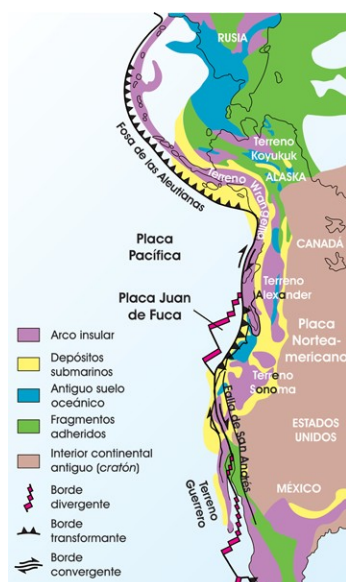 RUSIA
Terreno
Koyukuk
ALASKA
Fosa de las Aleutianas
Terreno Wrangellia
CANADÁ
Placa
Pacífica
Terreno
Alexander
Placa Juan
de Fuca
Placa
Nortea-
mericana
Terreno
Sonoma
Falla de San Andrés
ESTADOS
UNIDOS
Terreno
Guerrero
MÉXICO
Arco insular
Depósitos
submarinos
Antiguo suelo
oceánico
Fragmentos
adheridos
Interior continental
antiguo (cratón)
Borde
divergente
Borde
transformante
Borde
convergente